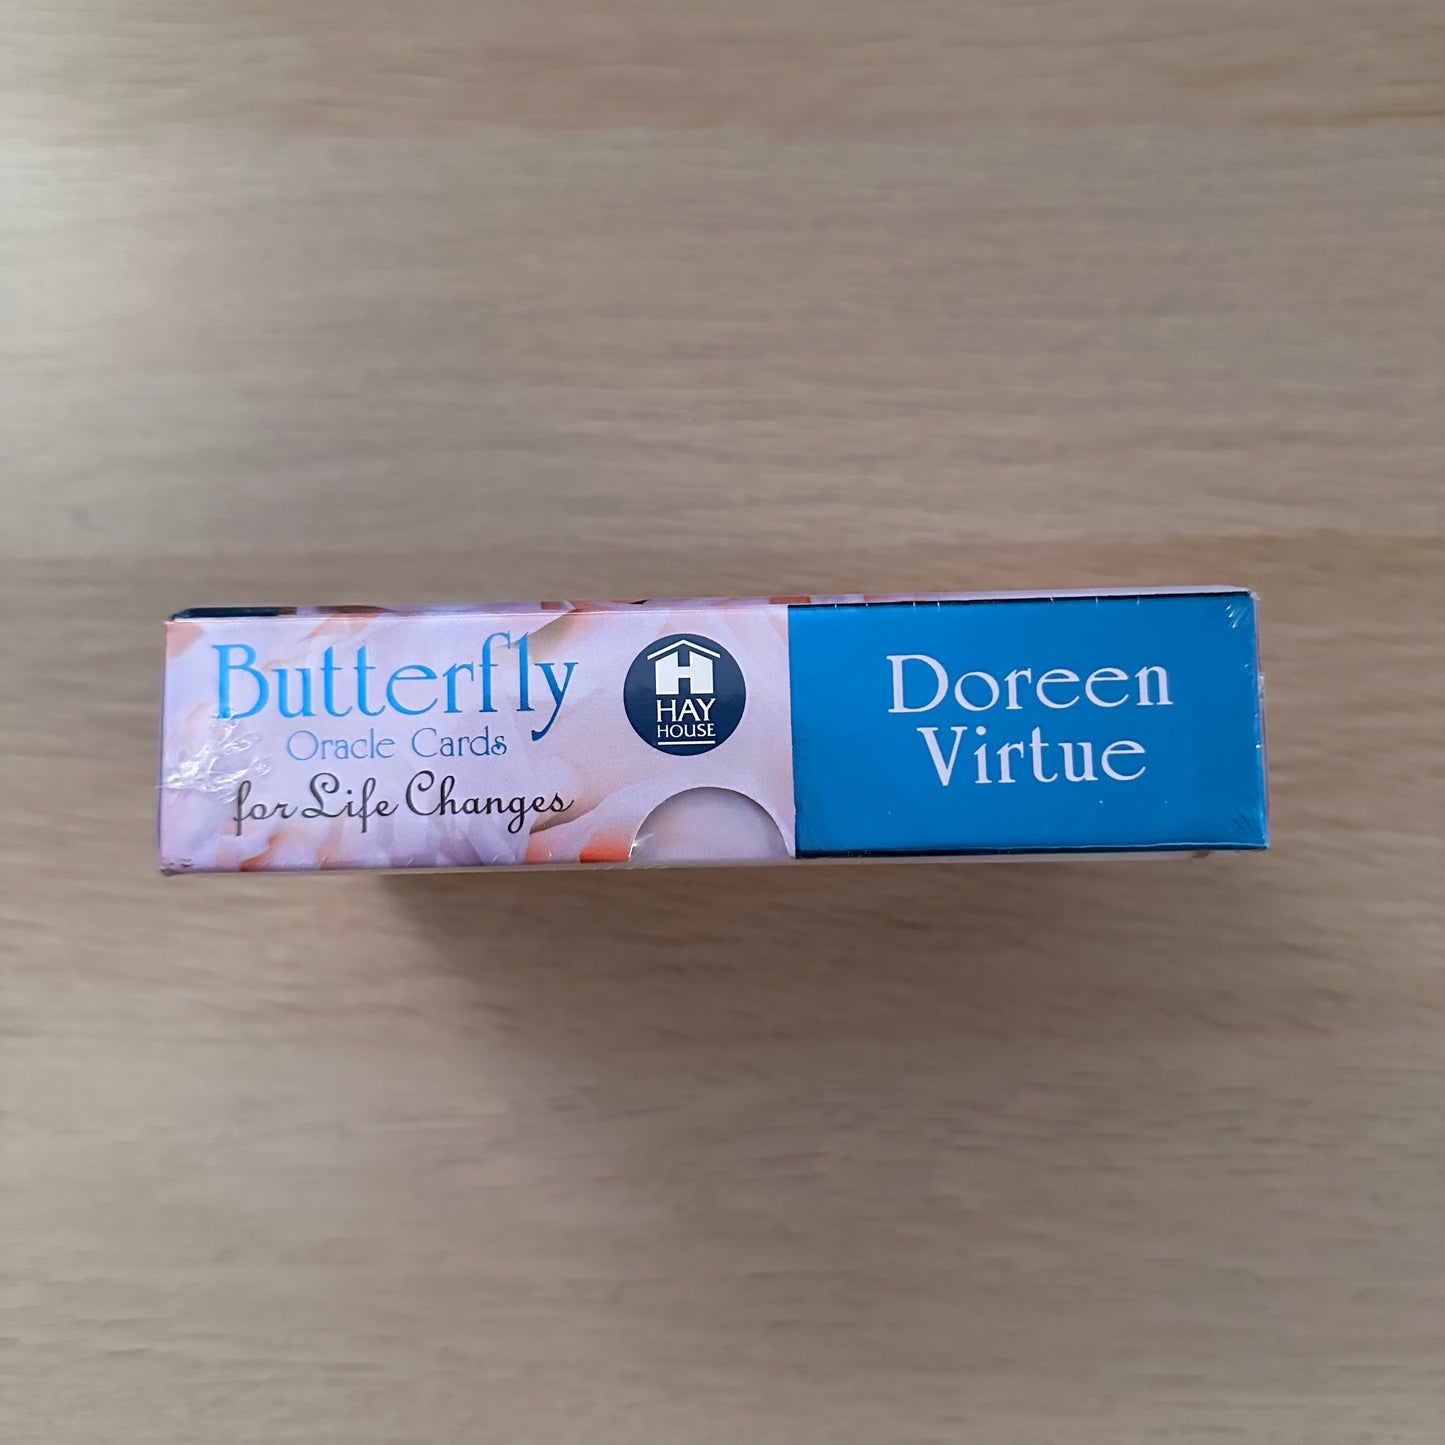 Butterfly
Oracle Cards
for Life Changes
H
HAY
HOUSE
Doreen
Virtue